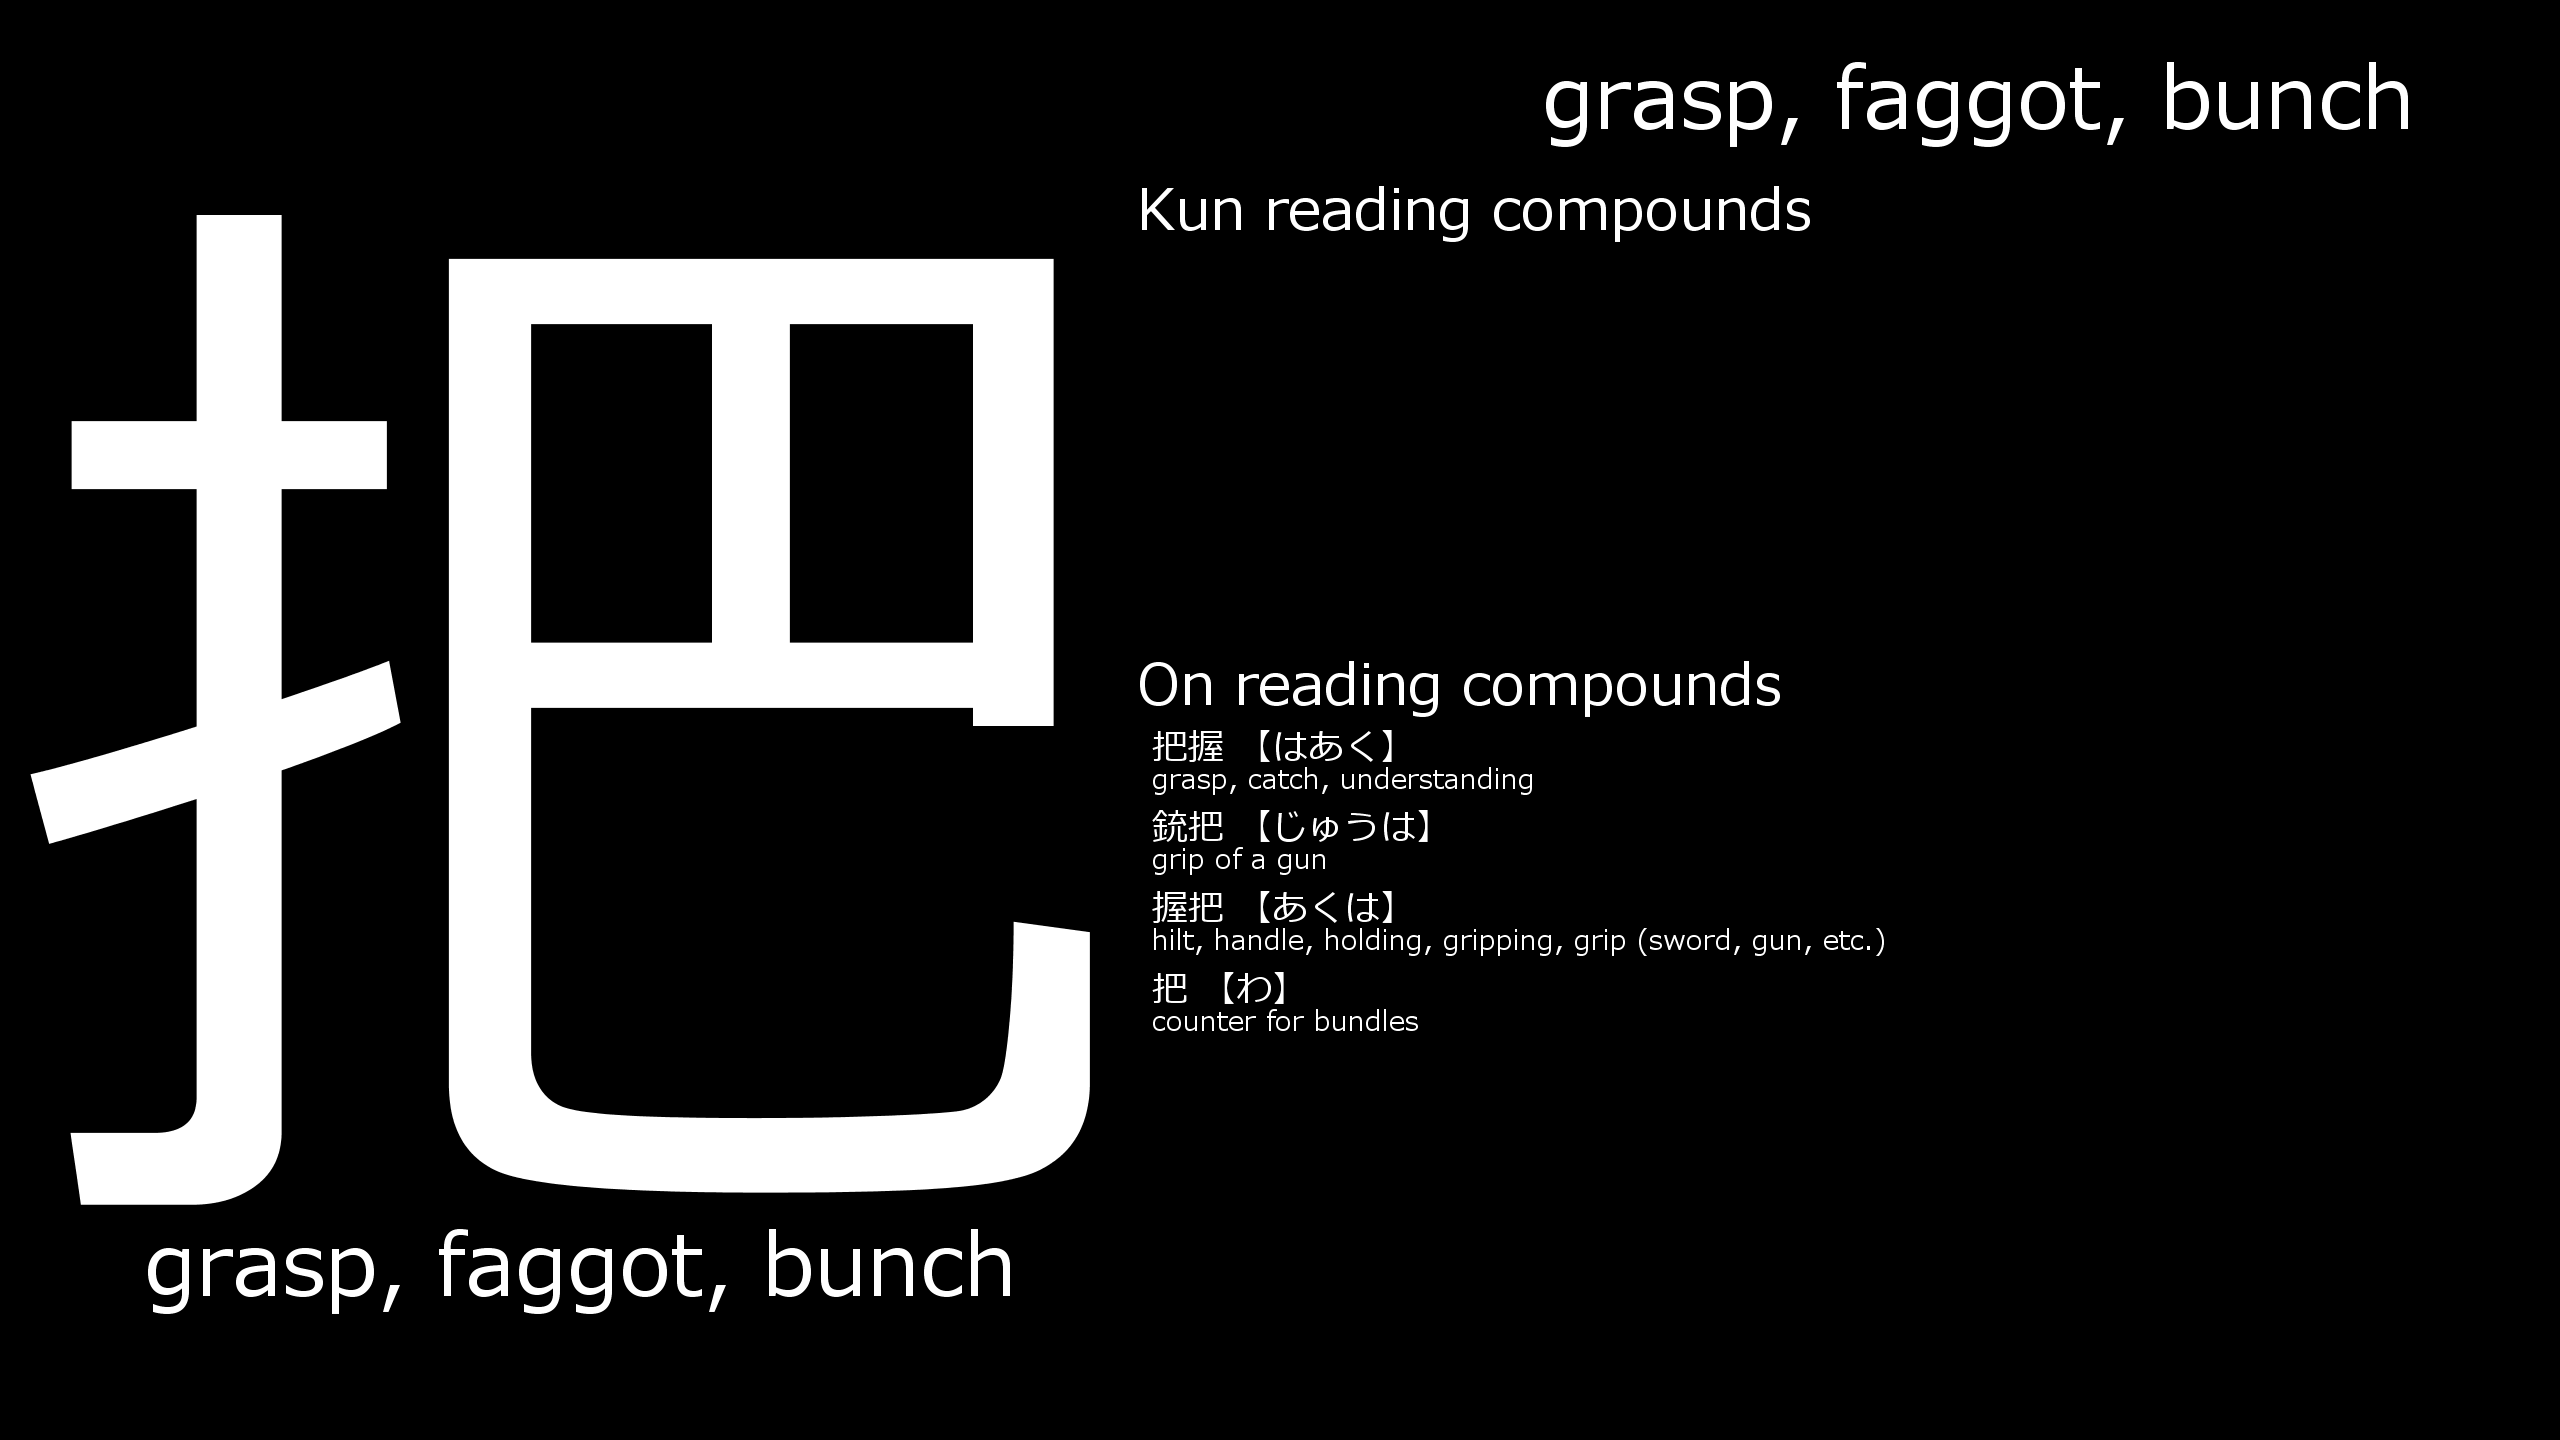 grasp, faggot, bunch
Kun reading compounds
把
On reading compounds
把握 【はあく】
grasp, catch, understanding
銃把 【じゅうは】
grip of a gun
握把 【あくは】
hilt, handle, holding, gripping, grip (sword, gun, etc.)
把 【わ】
counter for bundles
grasp, faggot, bunch